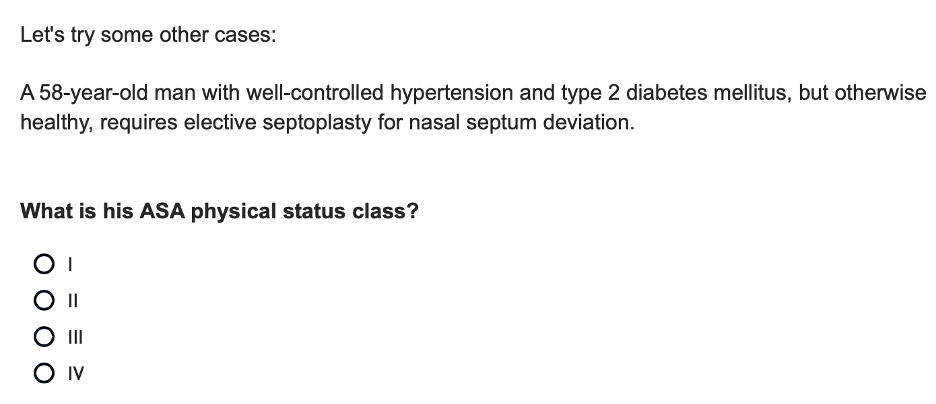 Let's try some other cases:
A 58-year-old man with well-controlled hypertension and type 2 diabetes mellitus, but otherwise
healthy, requires elective septoplasty for nasal septum deviation.
What is his ASA physical status class?
I
II
III
IV